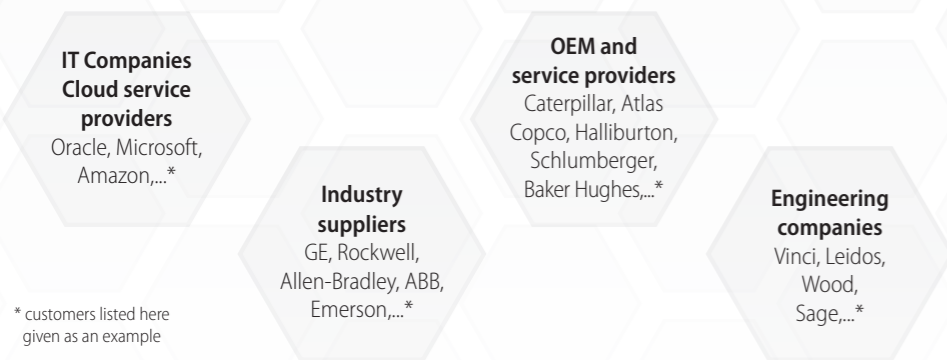 IT Companies
Cloud service
providers
Oracle, Microsoft,
Amazon,...*
Industry
suppliers
GE, Rockwell,
Allen-Bradley, ABB,
Emerson,...*
OEM and
service providers
Caterpillar, Atlas
Copco, Halliburton,
Schlumberger,
Baker Hughes,...*
Engineering
companies
Vinci, Leidos,
Wood,
Sage,...*
* customers listed here
given as an example